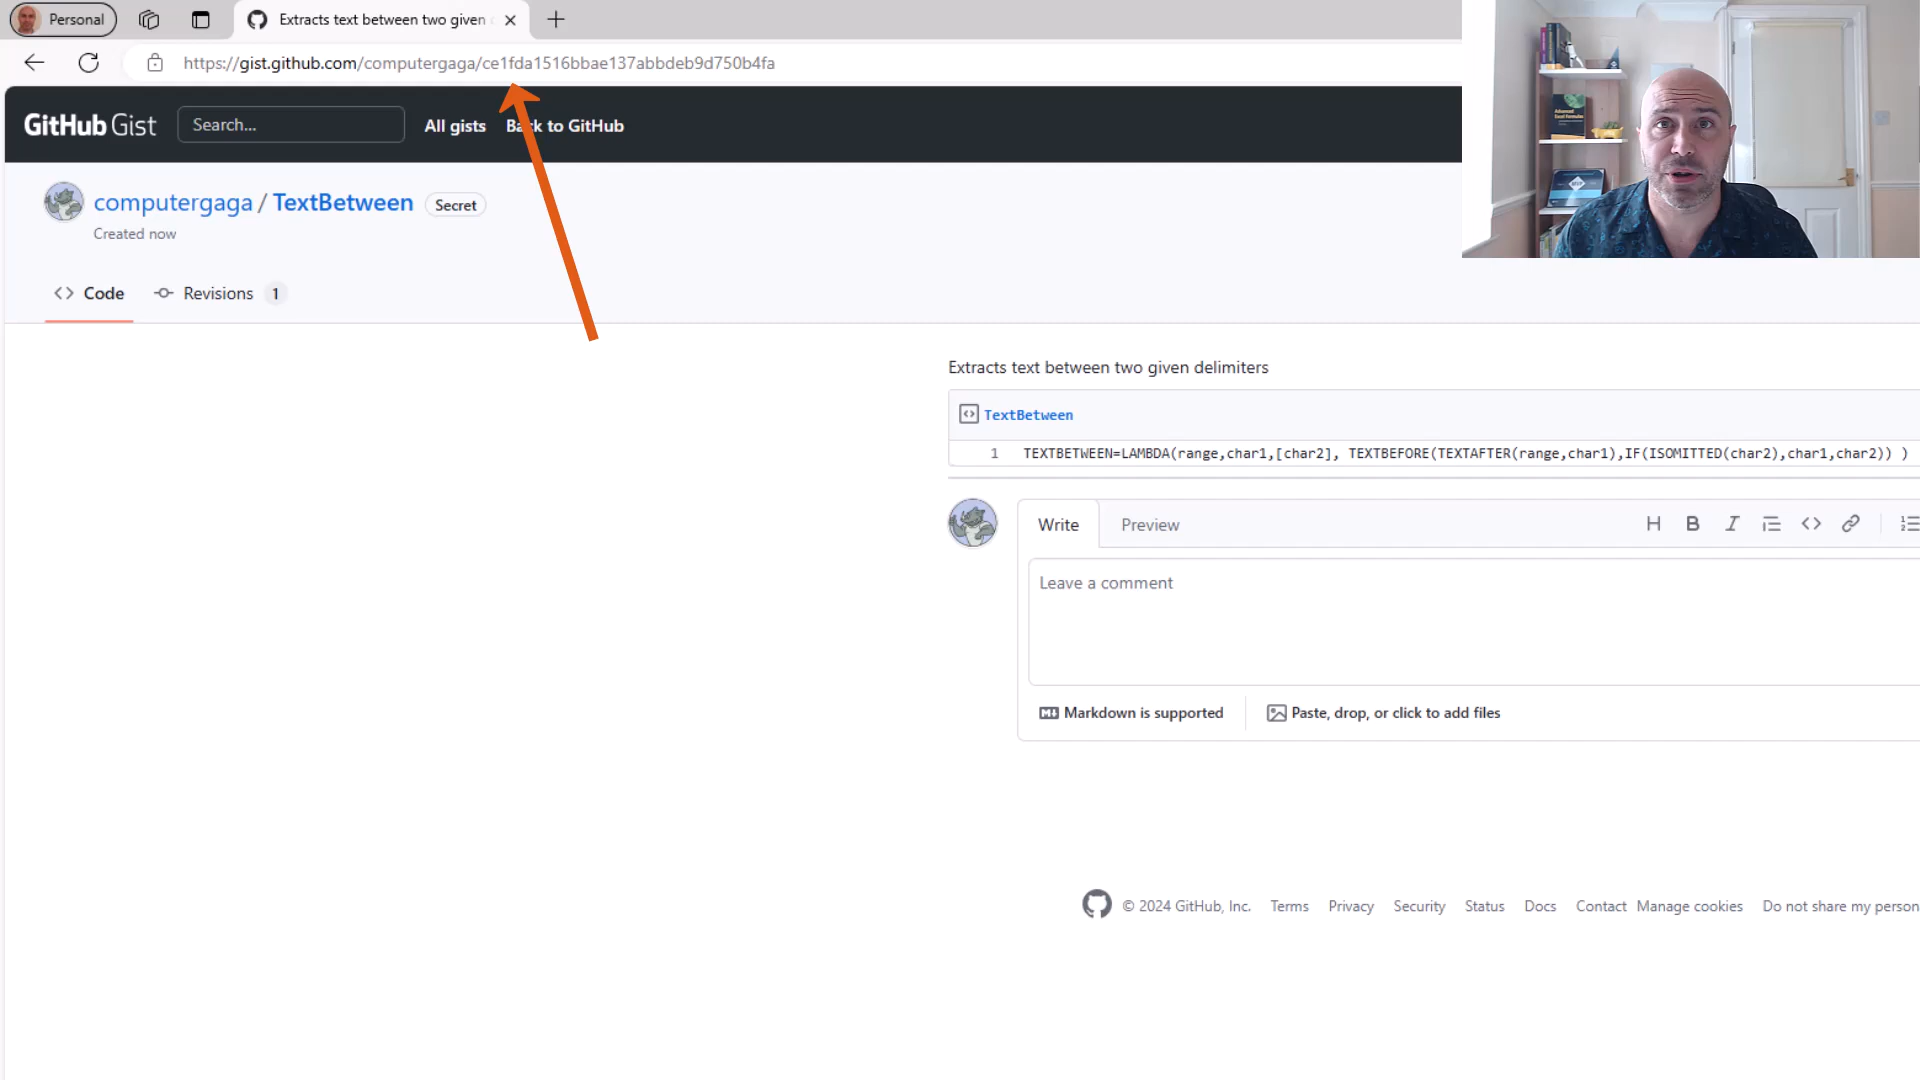 Personal
Extracts text between two given
https://gist.github.com/computergaga/ce1fda1516bbae137abbdeb9d750b4fa
GitHub Gist
Search...
All gists
Back to GitHub
computergaga / TextBetween
Secret
Created now
Code
Revisions 1
Extracts text between two given delimiters
TextBetween
1 TEXTBETWEEN=LAMBDA(range,char1,[char2], TEXTBEFORE(TEXTAFTER(range,char1),IF(ISOMITTED(char2),char1,char2)) )
Write
Preview
H B I
Leave a comment
Markdown is supported
Paste, drop, or click to add files
© 2024 GitHub, Inc. Terms Privacy Security Status Docs Contact Manage cookies Do not share my person
Advanced Excel Formulas